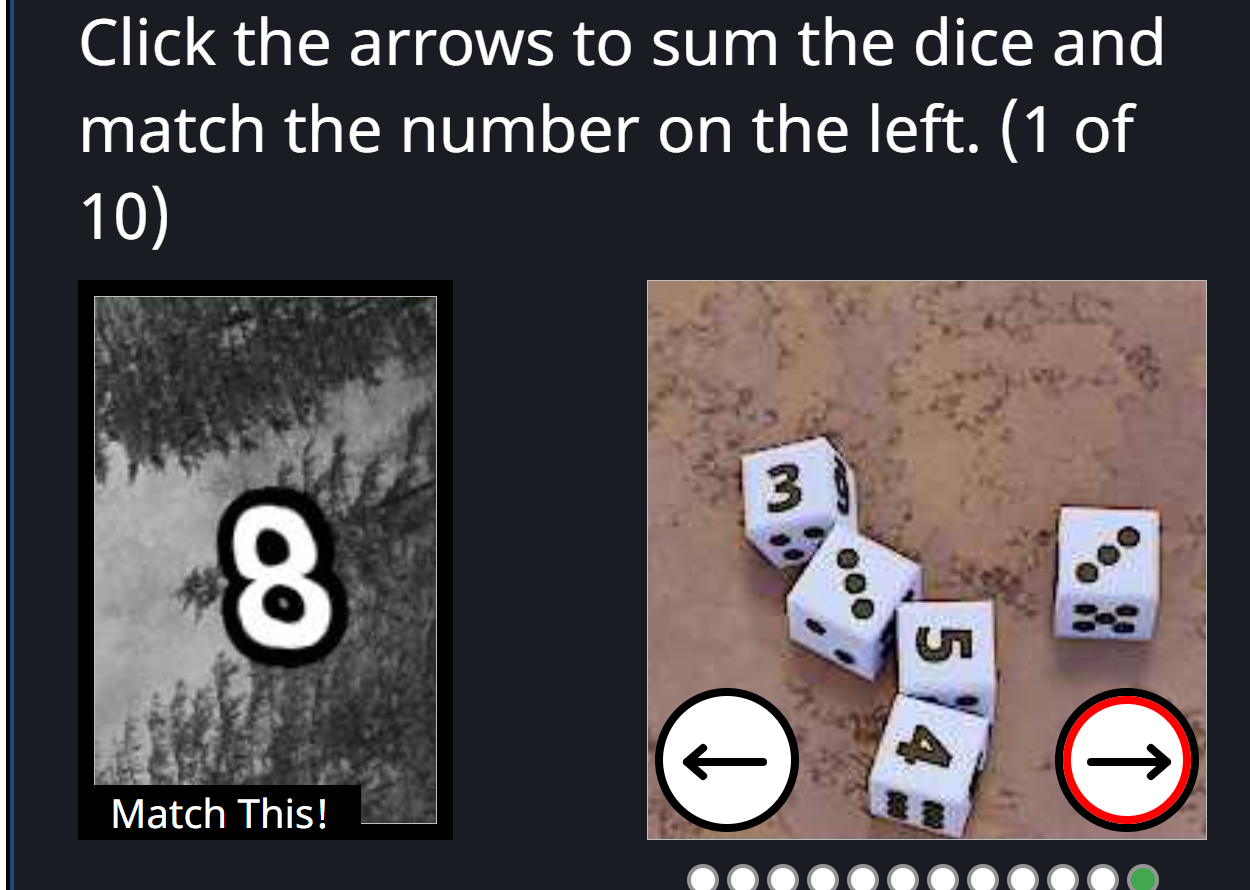 Click the arrows to sum the dice and
match the number on the left. (1 of
10)
8
Match This!
3
5
4